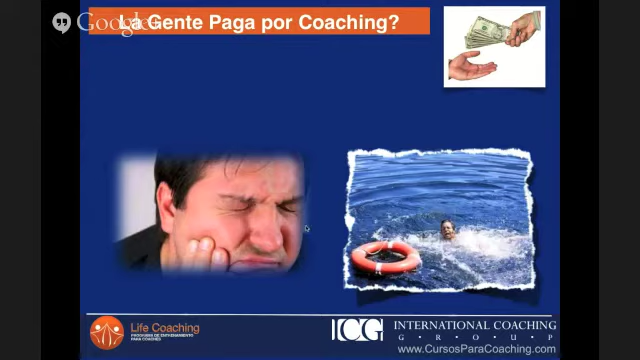 Google+
La Gente Paga por Coaching?
Life Coaching
PROGRAMA DE ENTRENAMIENTO
PARA COACHES
ICG
INTERNATIONAL COACHING
GROUP
www.CursosParaCoaching.com